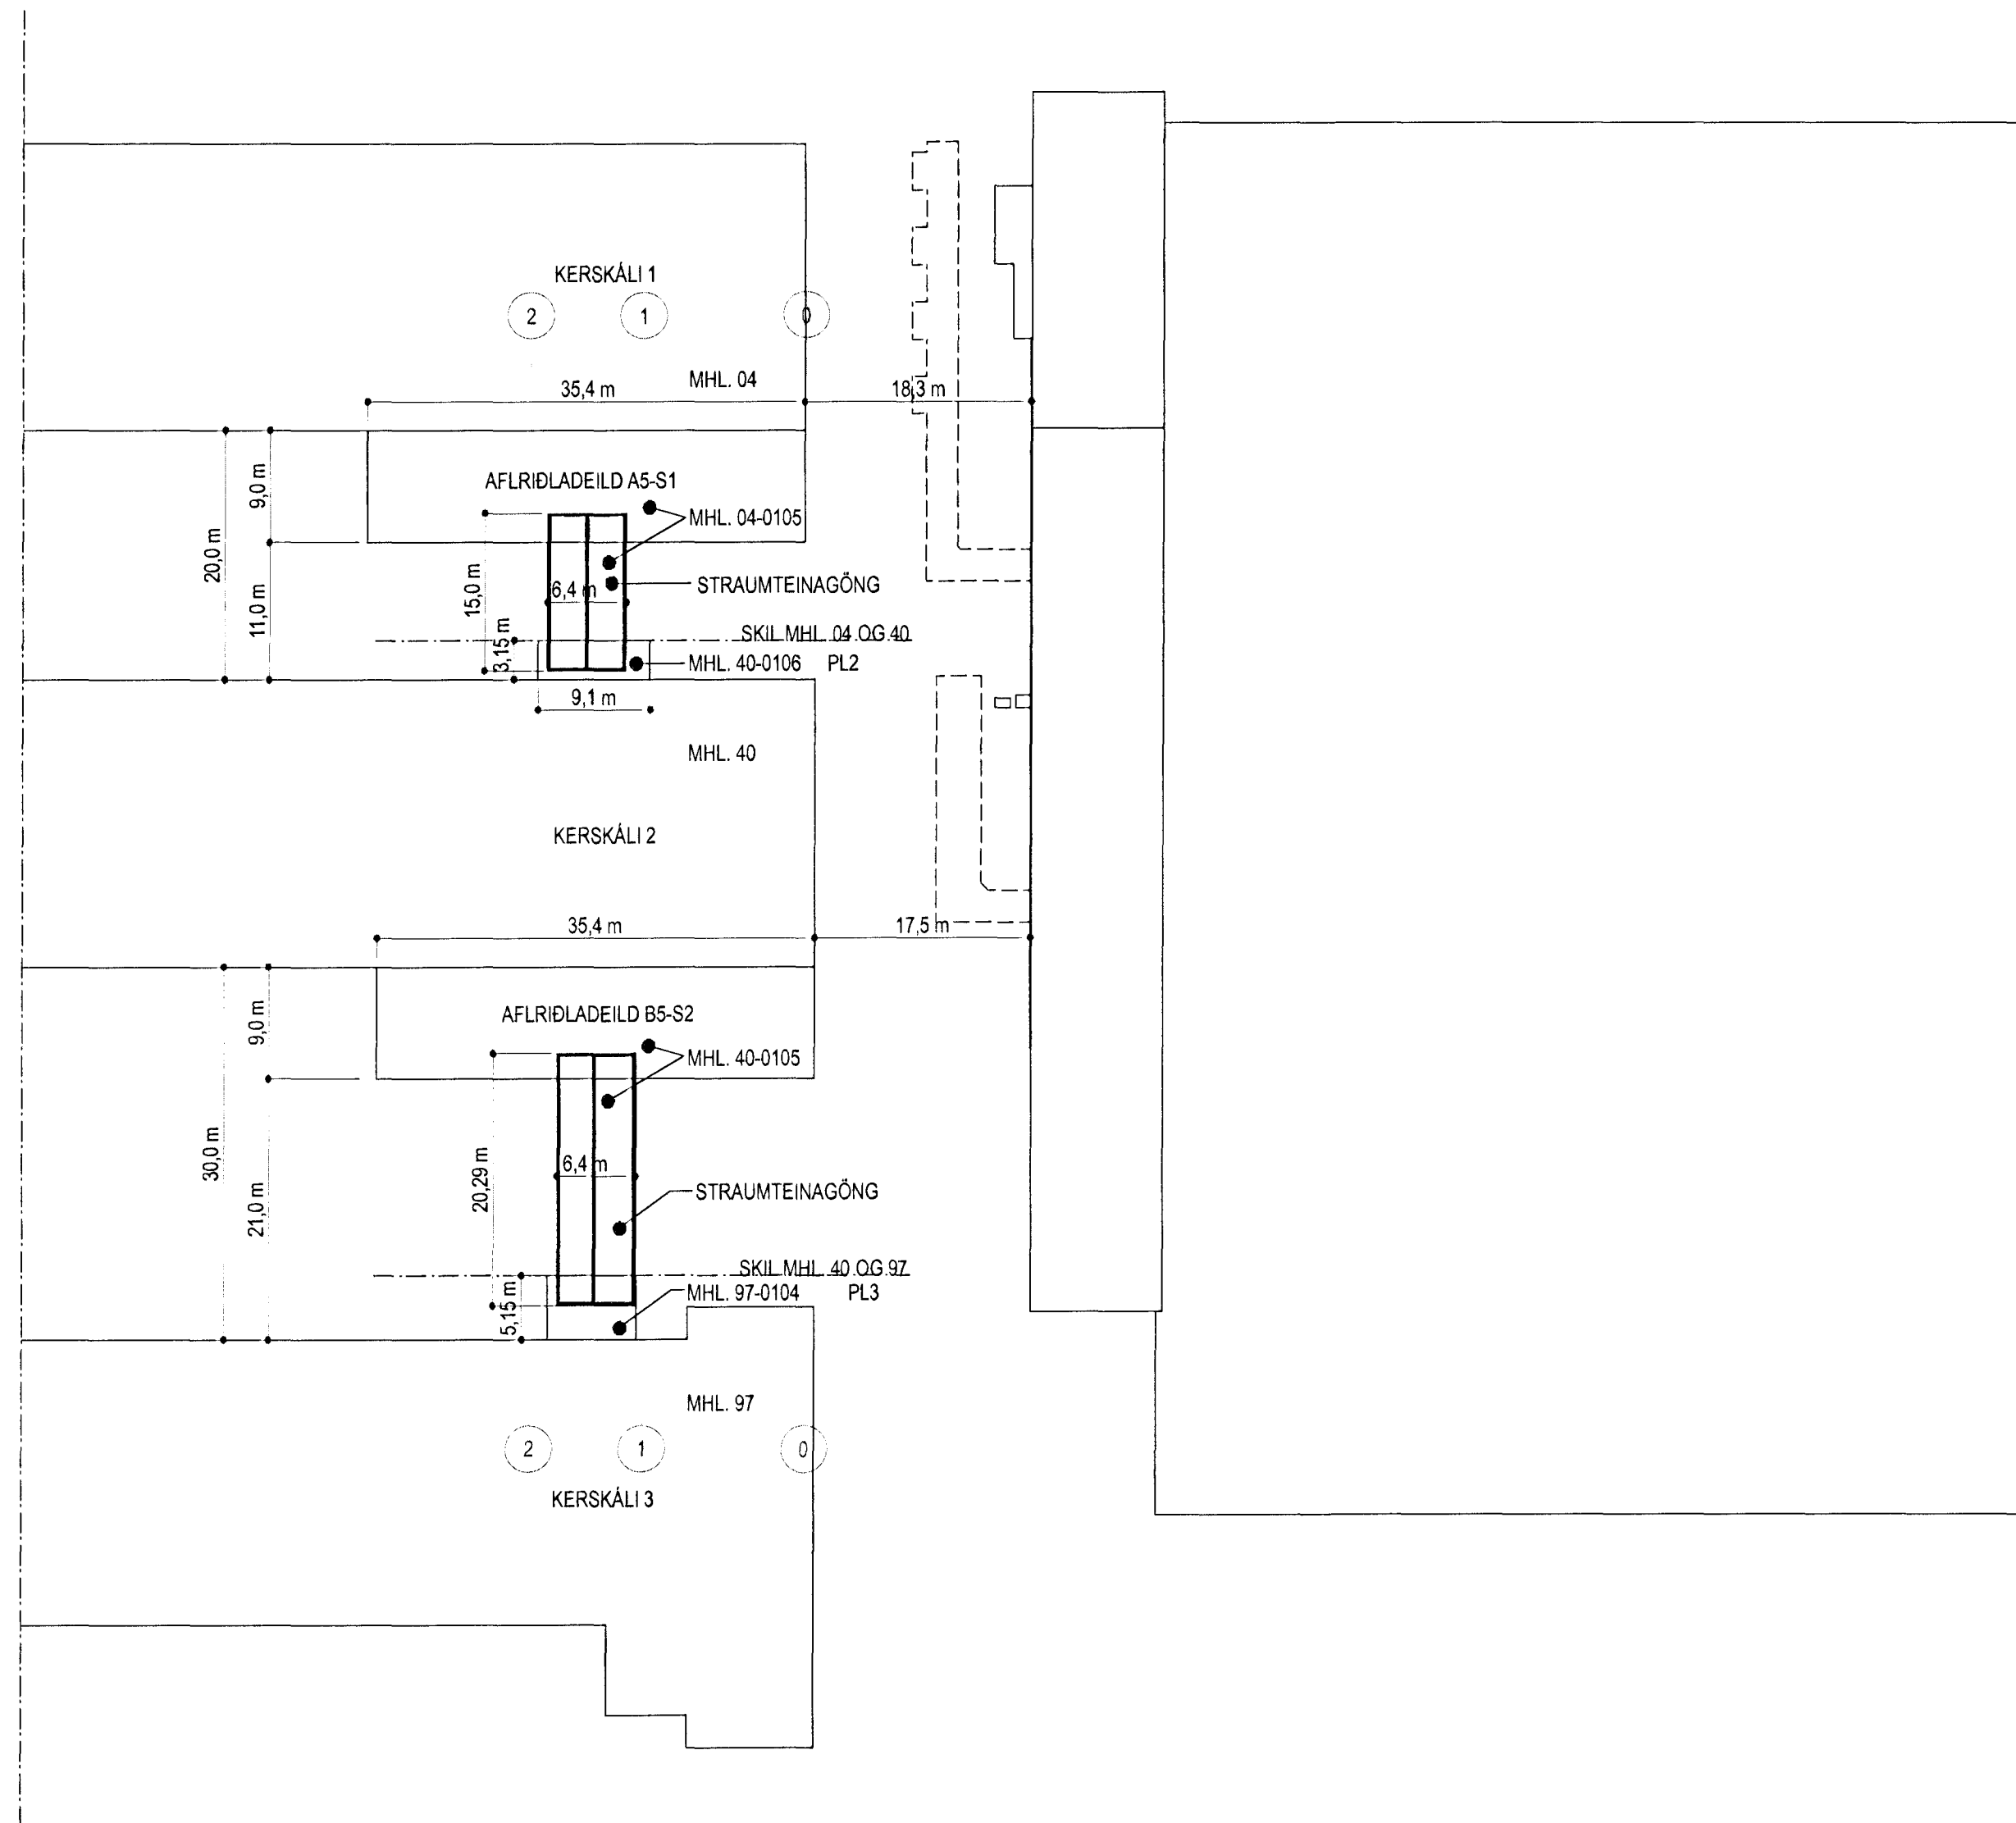 KERSKÁLI 1
2 1 0
MHL. 04
35,4 m 18,3 m
AFLRIÐLADEILD A5-S1
9,0 m
MHL. 04-0105
20,0 m
15,0 m
STRAUMTEINAGÖNG
6,4 m
11,0 m
SKIL MHL. 04 OG 40
3,15 m
MHL. 40-0106 PL2
9,1 m
MHL. 40
KERSKÁLI 2
35,4 m 17,5 m
AFLRIÐLADEILD B5-S2
9,0 m
MHL. 40-0105
30,0 m
6,4 m
20,29 m
STRAUMTEINAGÖNG
21,0 m
SKIL MHL. 40 OG 97
MHL. 97-0104 PL3
5,15 m
MHL. 97
2 1 0
KERSKÁLI 3